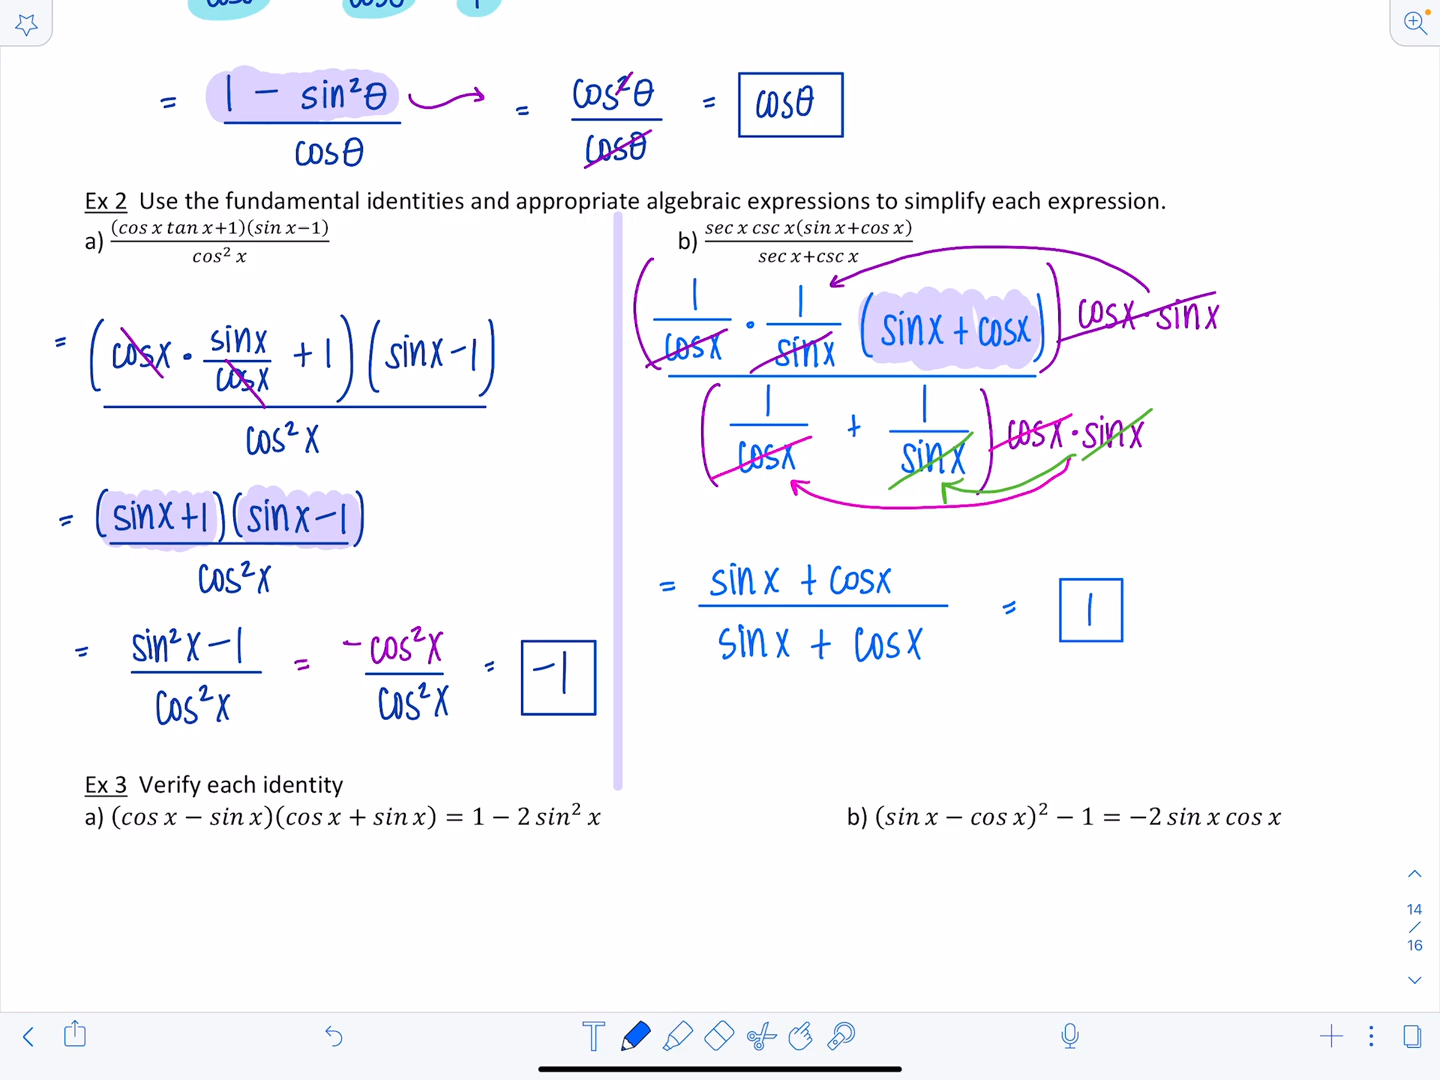 = 1 − sin²θ / cosθ = cos²θ / cosθ = cosθ
Ex 2 Use the fundamental identities and appropriate algebraic expressions to simplify each expression.
a) (cos x tan x+1)(sin x−1) / cos² x
= (cosx · sinx / cosx + 1)(sinx − 1) / cos²x
= (sinx + 1)(sinx − 1) / cos²x
= sin²x − 1 / cos²x = −cos²x / cos²x = −1
b) sec x csc x(sin x+cos x) / sec x+csc x
(1 / cosx · 1 / sinx (sinx + cosx)) cosx · sinx
(1 / cosx + 1 / sinx) cosx · sinx
= sinx + cosx / sinx + cosx = 1
Ex 3 Verify each identity
a) (cos x − sin x)(cos x + sin x) = 1 − 2 sin² x
b) (sin x − cos x)² − 1 = −2 sin x cos x
14
/
16
T